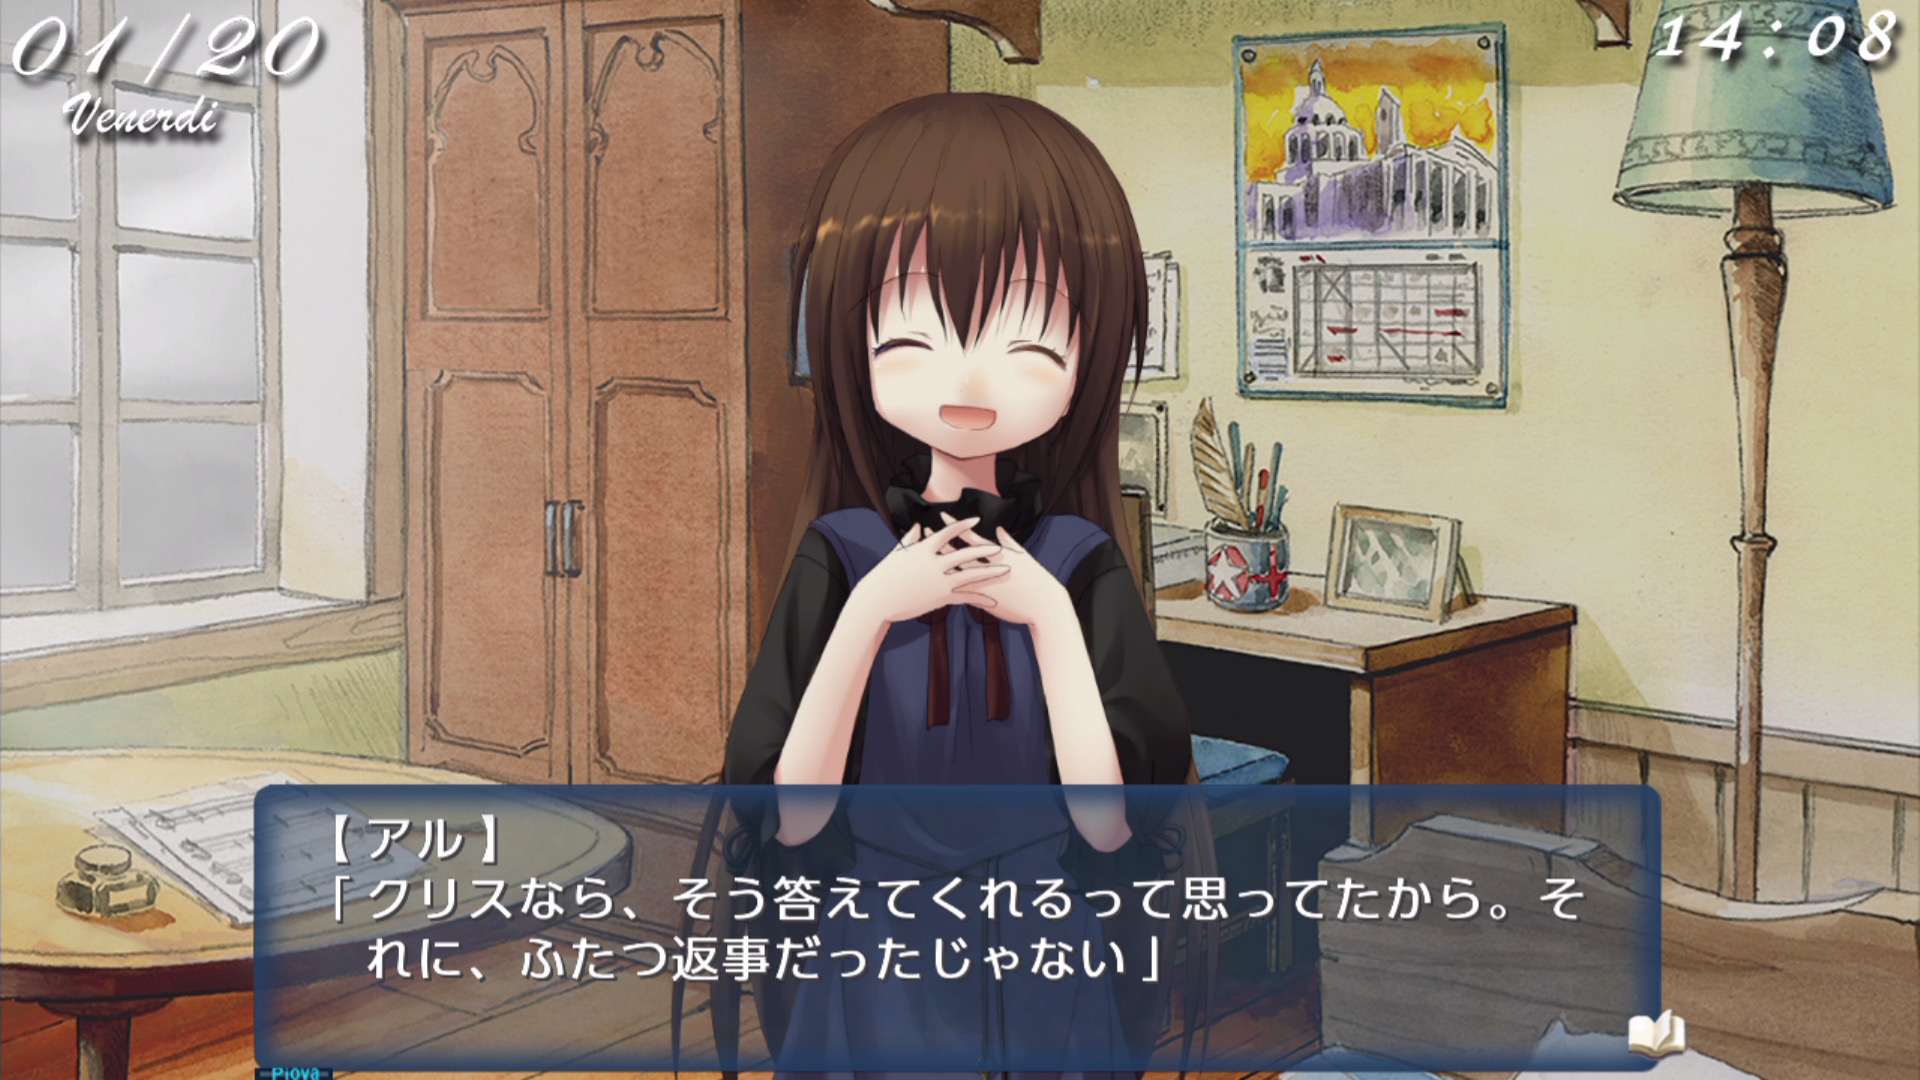 01/20
Venerdi
14:08
【アル】
「クリスなら、そう答えてくれるって思ってたから。そ
れに、ふたつ返事だったじゃない」
Piova